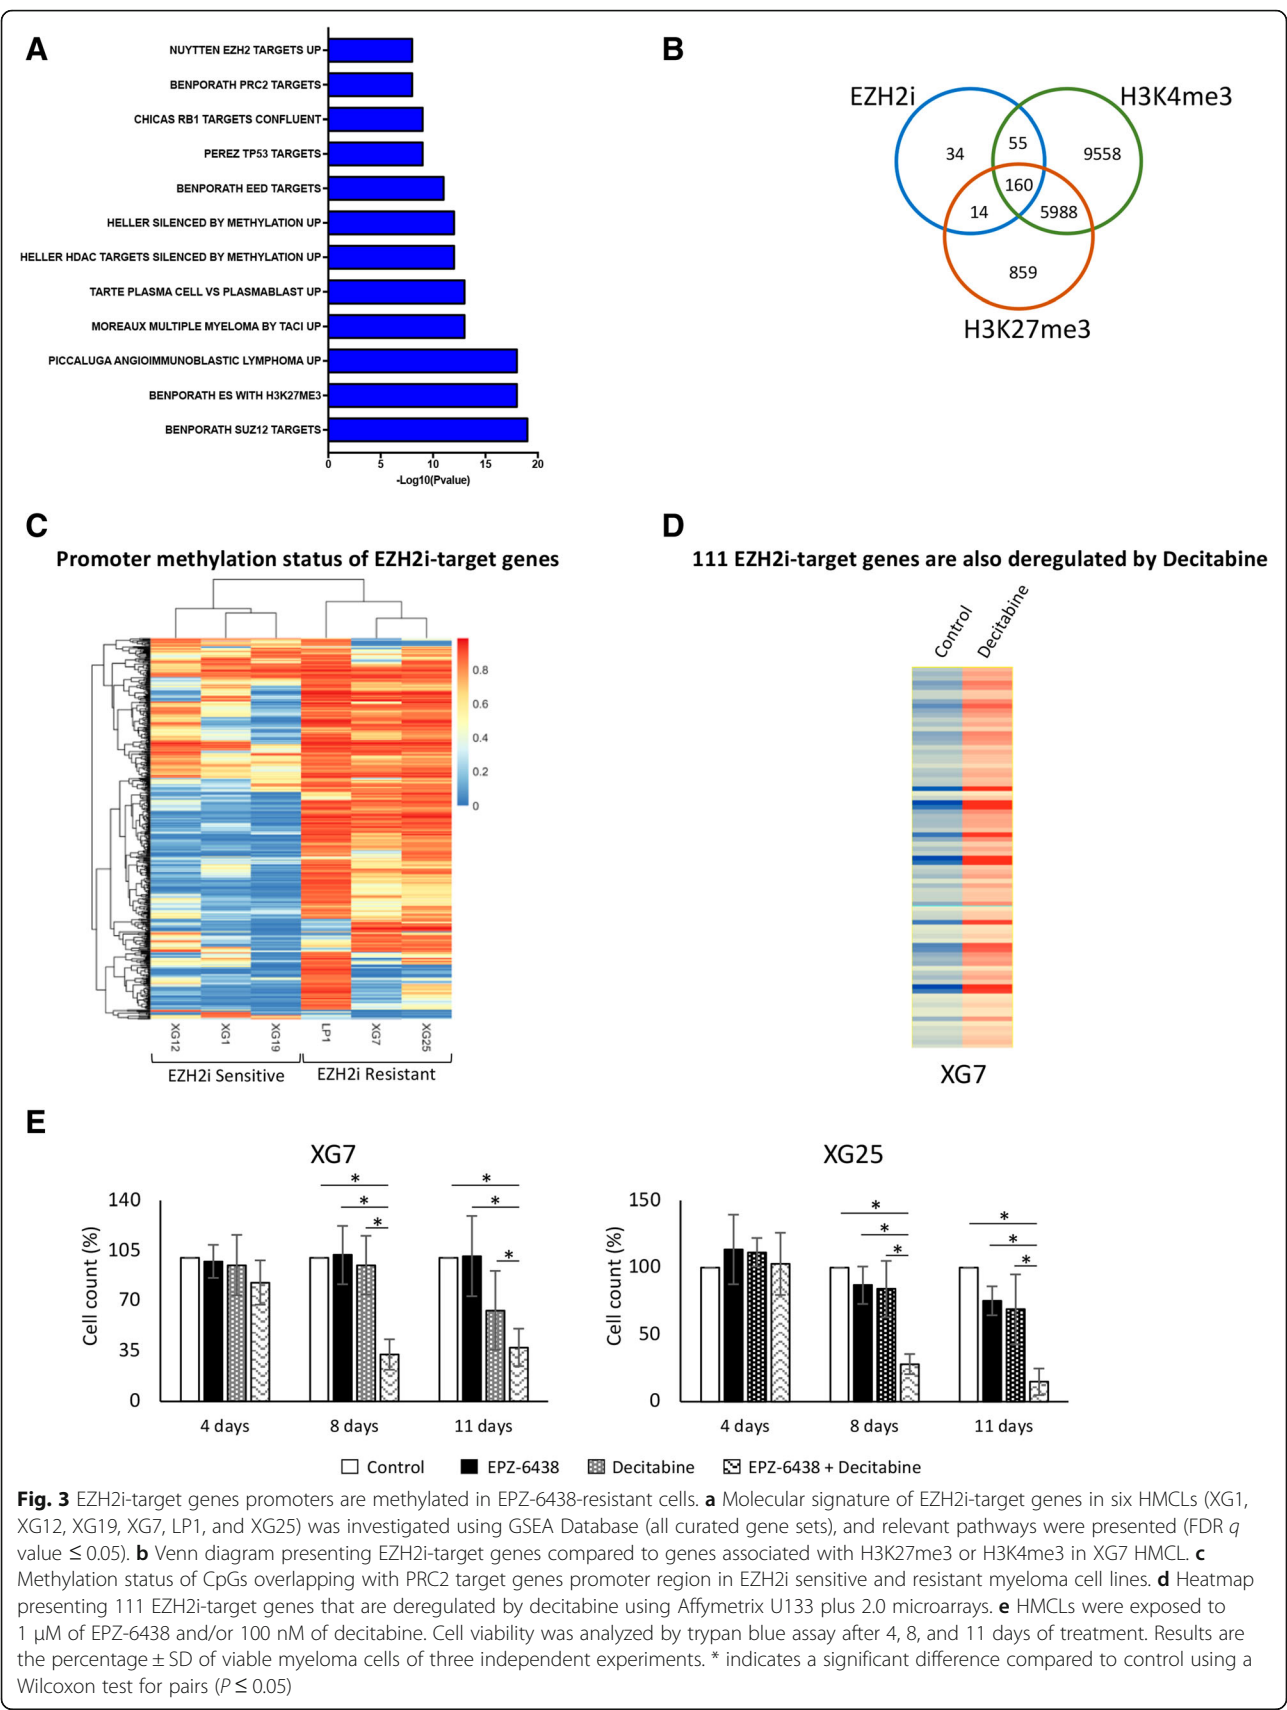 A
NUYTTEN EZH2 TARGETS UP
BENPORATH PRC2 TARGETS
CHICAS RB1 TARGETS CONFLUENT
PEREZ TP53 TARGETS
BENPORATH EED TARGETS
HELLER SILENCED BY METHYLATION UP
HELLER HDAC TARGETS SILENCED BY METHYLATION UP
TARTE PLASMA CELL VS PLASMABLAST UP
MOREAUX MULTIPLE MYELOMA BY TACI UP
PICCALUGA ANGIOIMMUNOBLASTIC LYMPHOMA UP
BENPORATH ES WITH H3K27ME3
BENPORATH SUZ12 TARGETS
0 5 10 15 20
-Log10(Pvalue)
B
EZH2i H3K4me3
34 55 9558
160
14 5988
859
H3K27me3
C
Promoter methylation status of EZH2i-target genes
0.8
0.6
0.4
0.2
0
XG12 XG1 XG19 LP1 XG7 XG25
EZH2i Sensitive EZH2i Resistant
D
111 EZH2i-target genes are also deregulated by Decitabine
Control Decitabine
XG7
E
XG7
Cell count (%)
140
105
70
35
0
* * *
* * *
4 days 8 days 11 days
XG25
Cell count (%)
150
100
50
0
* * *
* * *
4 days 8 days 11 days
Control EPZ-6438 Decitabine EPZ-6438 + Decitabine
Fig. 3 EZH2i-target genes promoters are methylated in EPZ-6438-resistant cells. a Molecular signature of EZH2i-target genes in six HMCLs (XG1,
XG12, XG19, XG7, LP1, and XG25) was investigated using GSEA Database (all curated gene sets), and relevant pathways were presented (FDR q
value ≤ 0.05). b Venn diagram presenting EZH2i-target genes compared to genes associated with H3K27me3 or H3K4me3 in XG7 HMCL. c
Methylation status of CpGs overlapping with PRC2 target genes promoter region in EZH2i sensitive and resistant myeloma cell lines. d Heatmap
presenting 111 EZH2i-target genes that are deregulated by decitabine using Affymetrix U133 plus 2.0 microarrays. e HMCLs were exposed to
1 μM of EPZ-6438 and/or 100 nM of decitabine. Cell viability was analyzed by trypan blue assay after 4, 8, and 11 days of treatment. Results are
the percentage ± SD of viable myeloma cells of three independent experiments. * indicates a significant difference compared to control using a
Wilcoxon test for pairs (P ≤ 0.05)